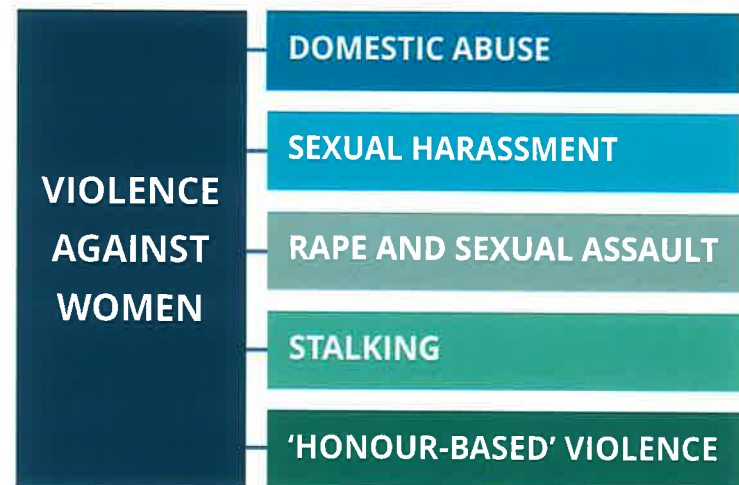 VIOLENCE
AGAINST
WOMEN
DOMESTIC ABUSE
SEXUAL HARASSMENT
RAPE AND SEXUAL ASSAULT
STALKING
‘HONOUR-BASED’ VIOLENCE